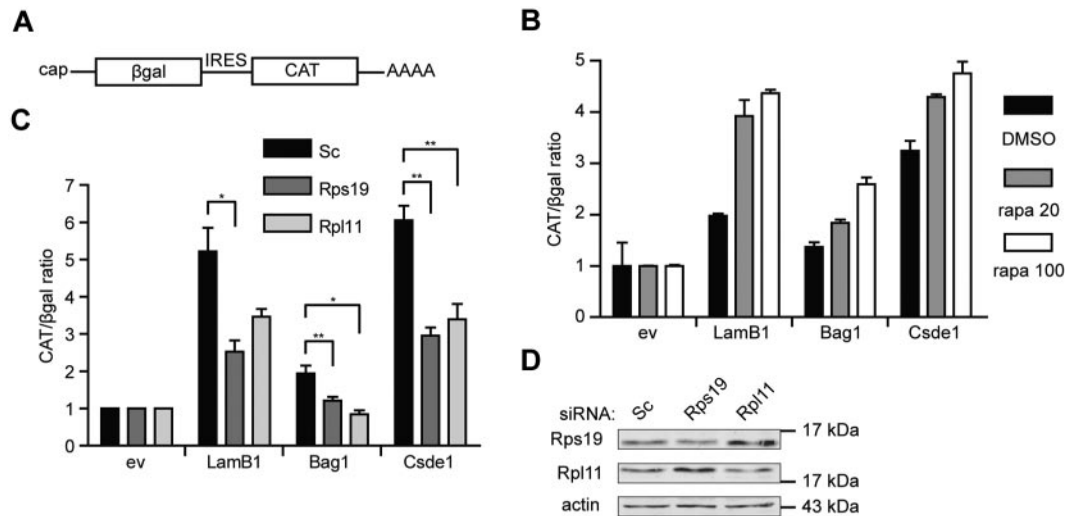 A
cap
βgal
IRES
CAT
AAAA
B
CAT/βgal ratio
5
4
3
2
1
0
ev
LamB1
Bag1
Csde1
DMSO
rapa 20
rapa 100
C
CAT/βgal ratio
7
6
5
4
3
2
1
0
Sc
Rps19
Rpl11
*
**
*
**
**
ev
LamB1
Bag1
Csde1
D
siRNA: Sc Rps19 Rpl11
Rps19
17 kDa
Rpl11
17 kDa
actin
43 kDa